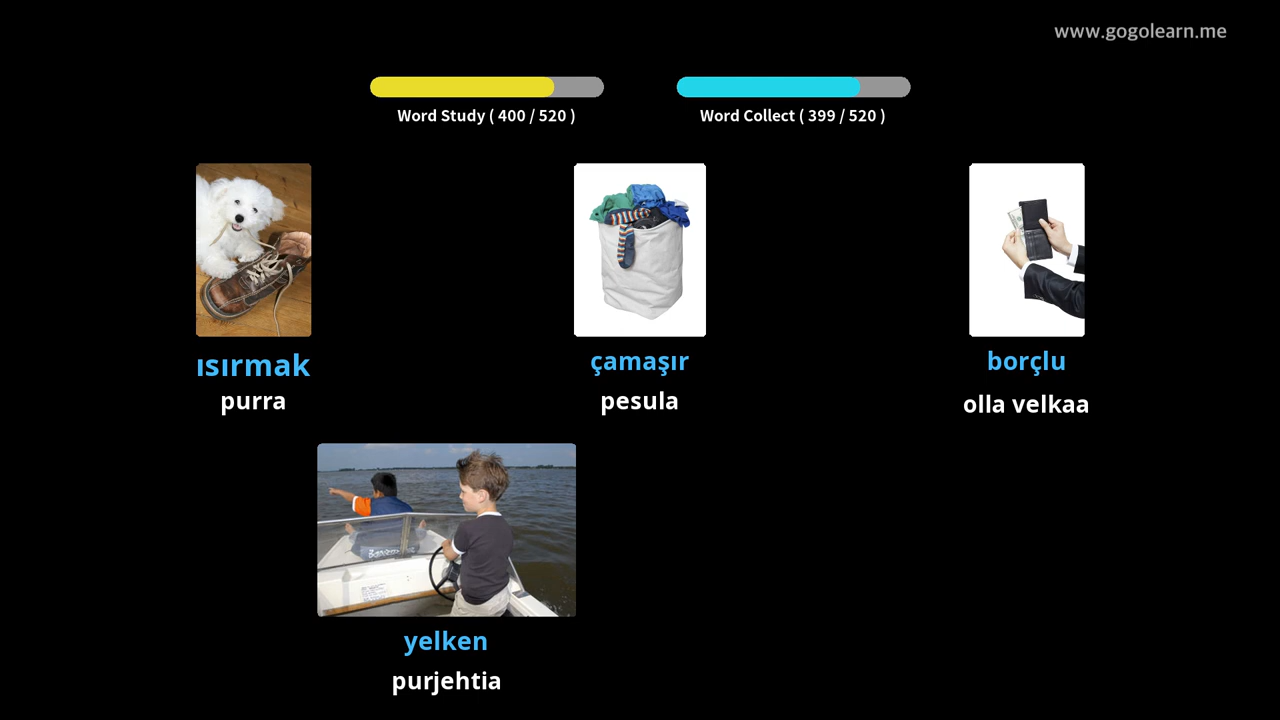 www.gogolearn.me
Word Study ( 400 / 520 )
Word Collect ( 399 / 520 )
ısırmak
purra
çamaşır
pesula
borçlu
olla velkaa
yelken
purjehtia